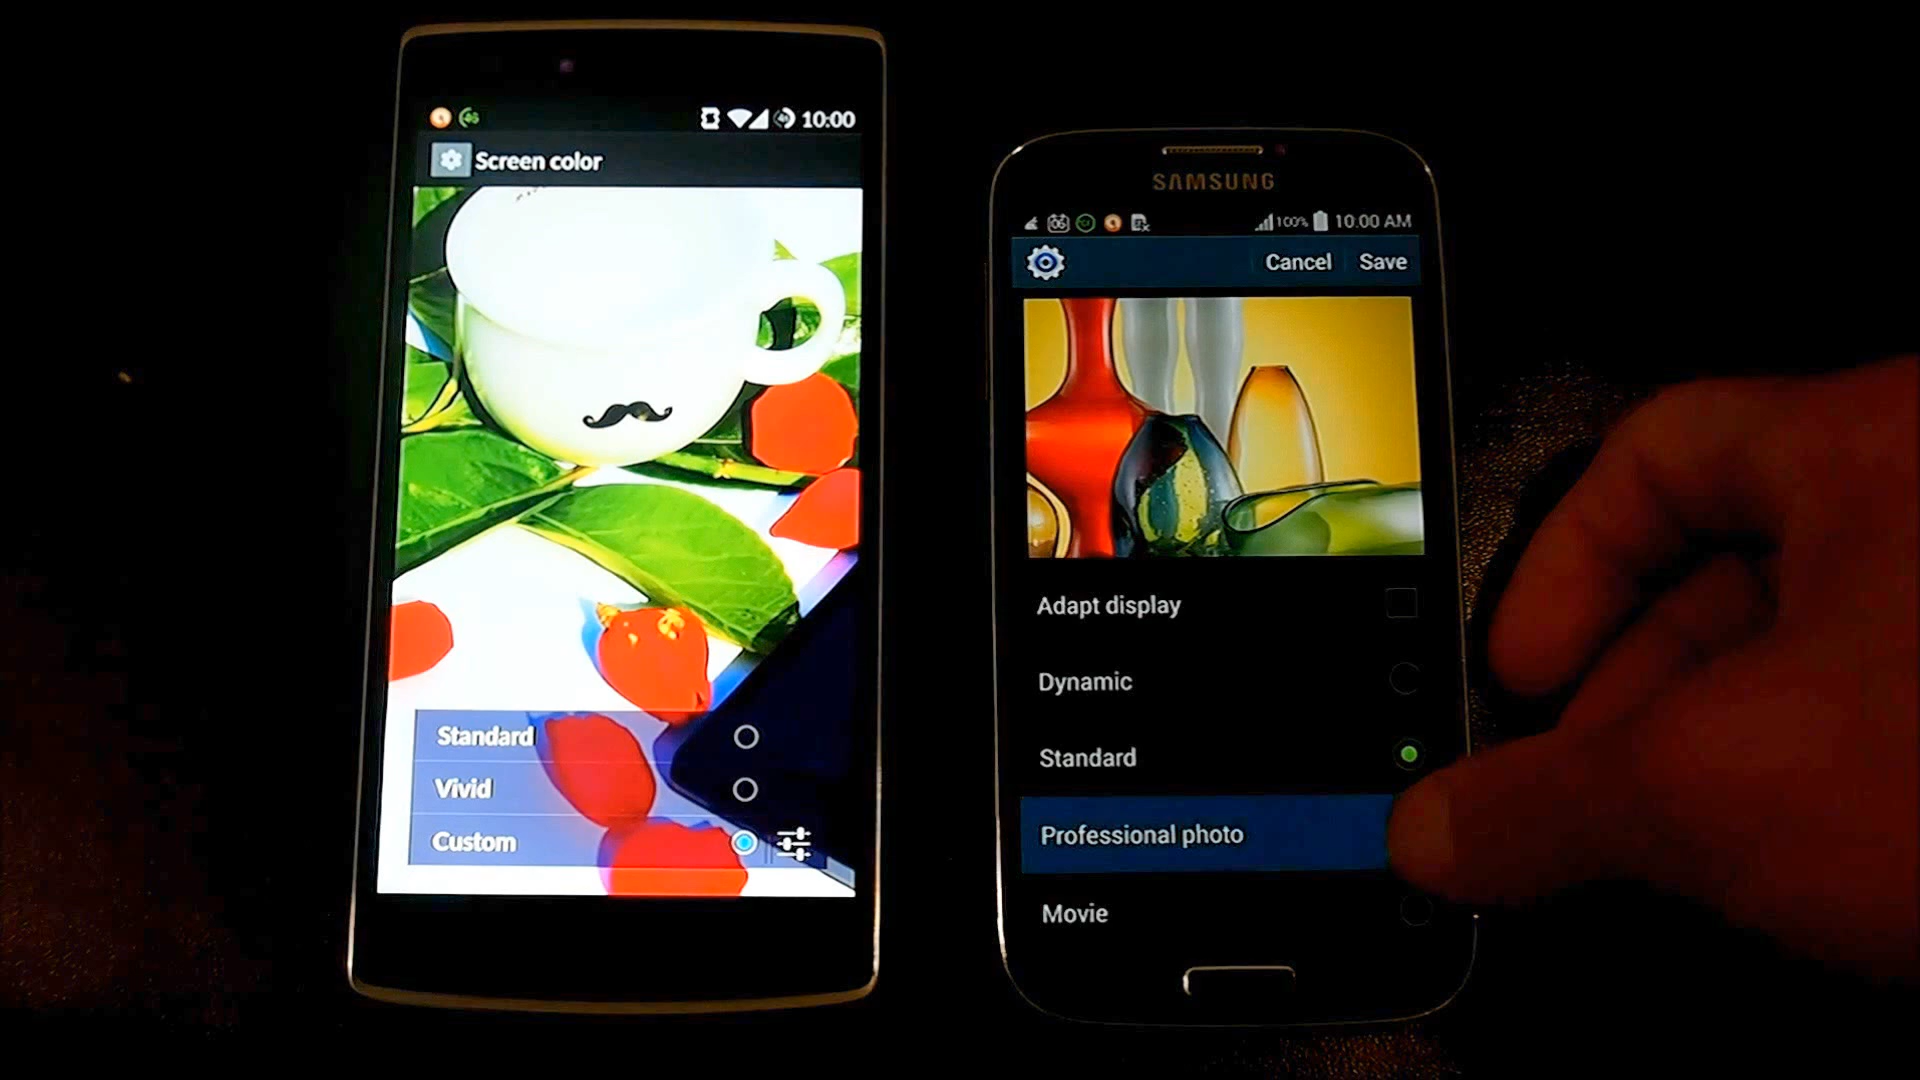 10:00
Screen color
Standard
Vivid
Custom
SAMSUNG
100% 10:00 AM
Cancel Save
Adapt display
Dynamic
Standard
Professional photo
Movie